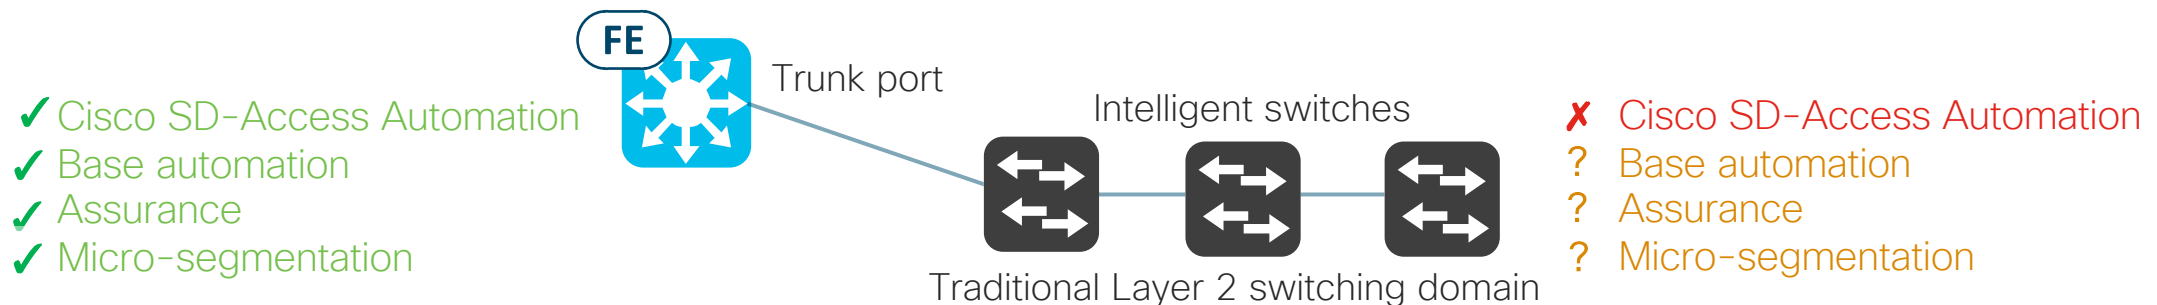 FE
Trunk port
✓ Cisco SD-Access Automation
✓ Base automation
✓ Assurance
✓ Micro-segmentation
Intelligent switches
Traditional Layer 2 switching domain
✗ Cisco SD-Access Automation
? Base automation
? Assurance
? Micro-segmentation